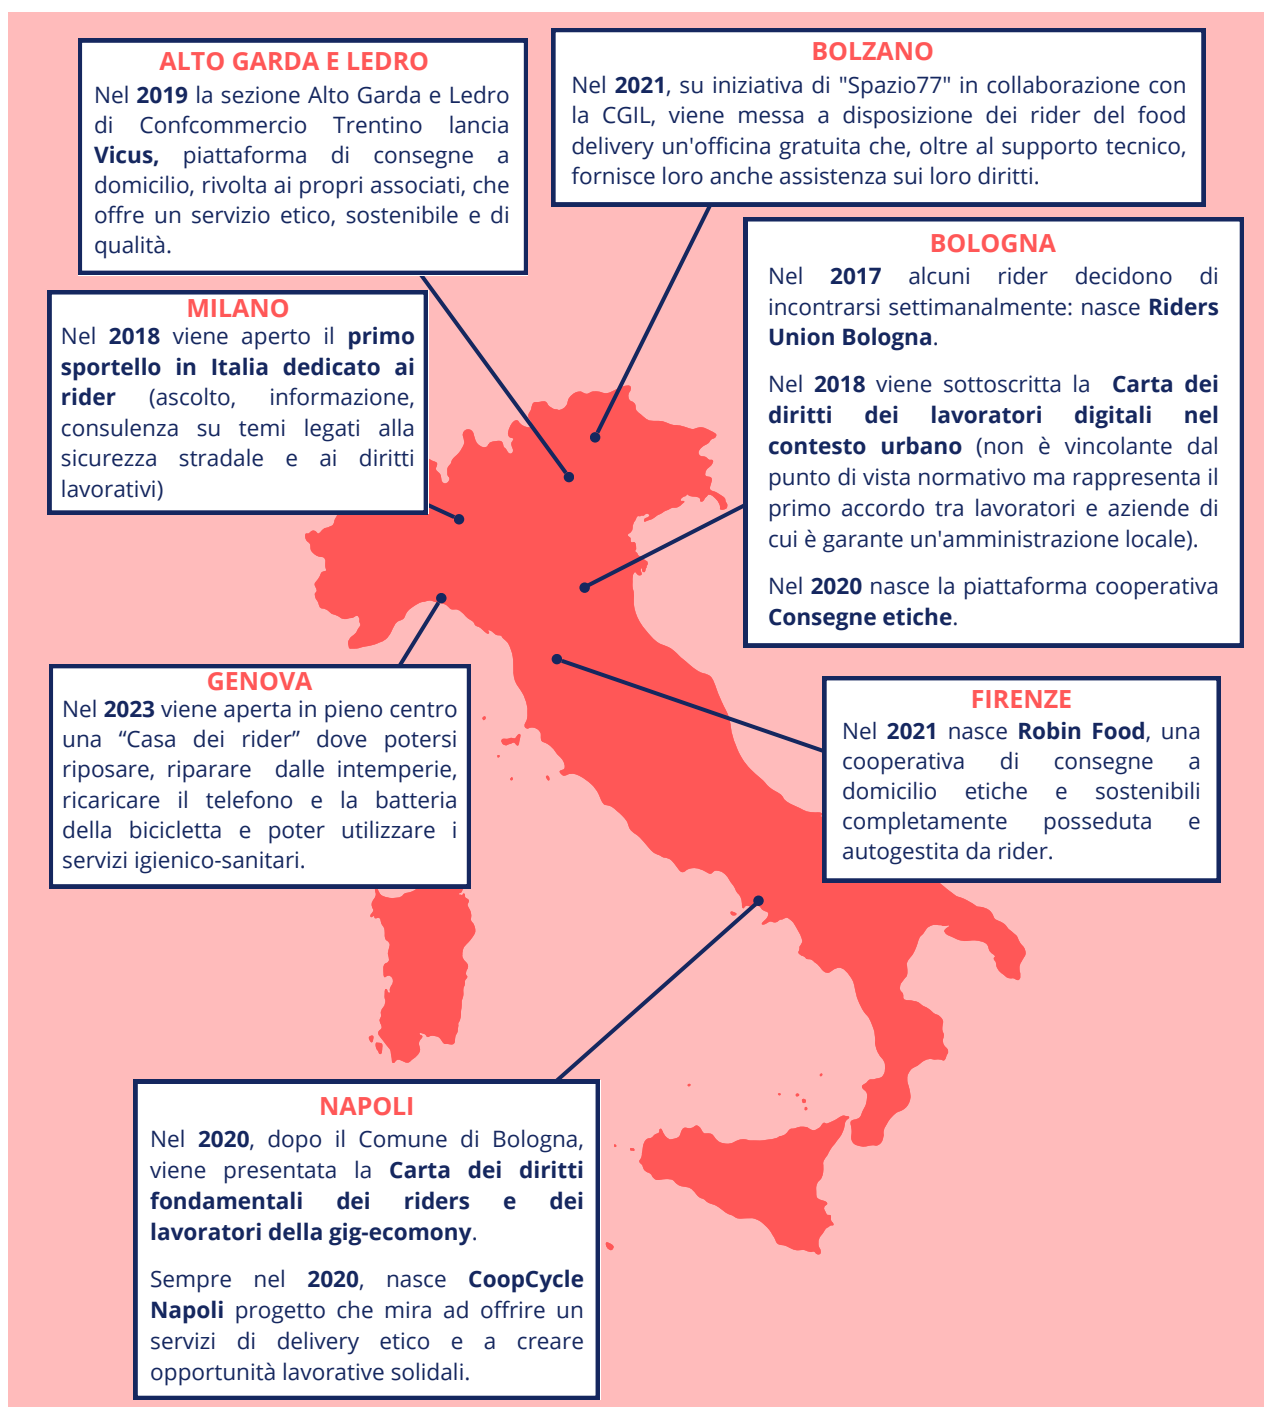 ALTO GARDA E LEDRO
Nel 2019 la sezione Alto Garda e Ledro
di Confcommercio Trentino lancia
Vicus, piattaforma di consegne a
domicilio, rivolta ai propri associati, che
offre un servizio etico, sostenibile e di
qualità.
BOLZANO
Nel 2021, su iniziativa di "Spazio77" in collaborazione con
la CGIL, viene messa a disposizione dei rider del food
delivery un'officina gratuita che, oltre al supporto tecnico,
fornisce loro anche assistenza sui loro diritti.
BOLOGNA
Nel 2017 alcuni rider decidono di
incontrarsi settimanalmente: nasce Riders
Union Bologna.
Nel 2018 viene sottoscritta la Carta dei
diritti dei lavoratori digitali nel
contesto urbano (non è vincolante dal
punto di vista normativo ma rappresenta il
primo accordo tra lavoratori e aziende di
cui è garante un'amministrazione locale).
Nel 2020 nasce la piattaforma cooperativa
Consegne etiche.
MILANO
Nel 2018 viene aperto il primo
sportello in Italia dedicato ai
rider (ascolto, informazione,
consulenza su temi legati alla
sicurezza stradale e ai diritti
lavorativi)
GENOVA
Nel 2023 viene aperta in pieno centro
una “Casa dei rider” dove potersi
riposare, riparare dalle intemperie,
ricaricare il telefono e la batteria
della bicicletta e poter utilizzare i
servizi igienico-sanitari.
FIRENZE
Nel 2021 nasce Robin Food, una
cooperativa di consegne a
domicilio etiche e sostenibili
completamente posseduta e
autogestita da rider.
NAPOLI
Nel 2020, dopo il Comune di Bologna,
viene presentata la Carta dei diritti
fondamentali dei riders e dei
lavoratori della gig-ecomony.
Sempre nel 2020, nasce CoopCycle
Napoli progetto che mira ad offrire un
servizi di delivery etico e a creare
opportunità lavorative solidali.